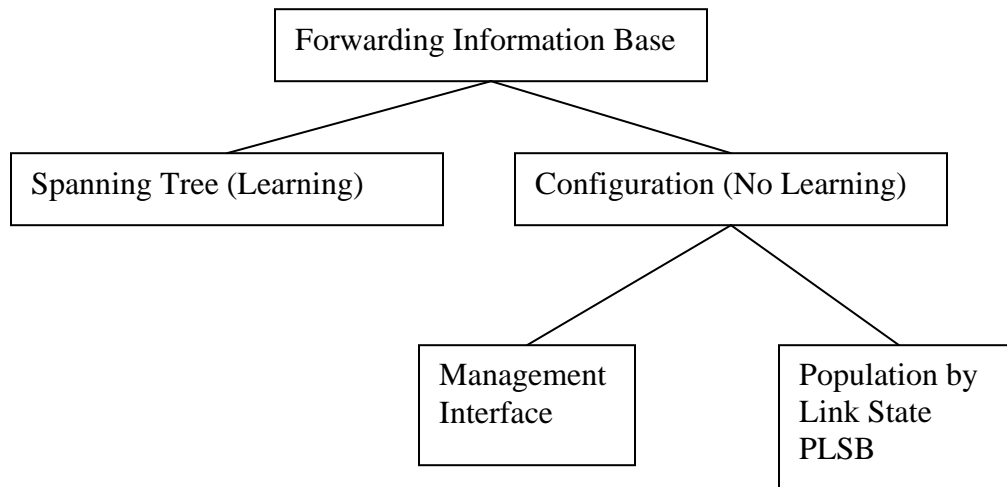 Forwarding Information Base
Spanning Tree (Learning)
Configuration (No Learning)
Management
Interface
Population by
Link State
PLSB